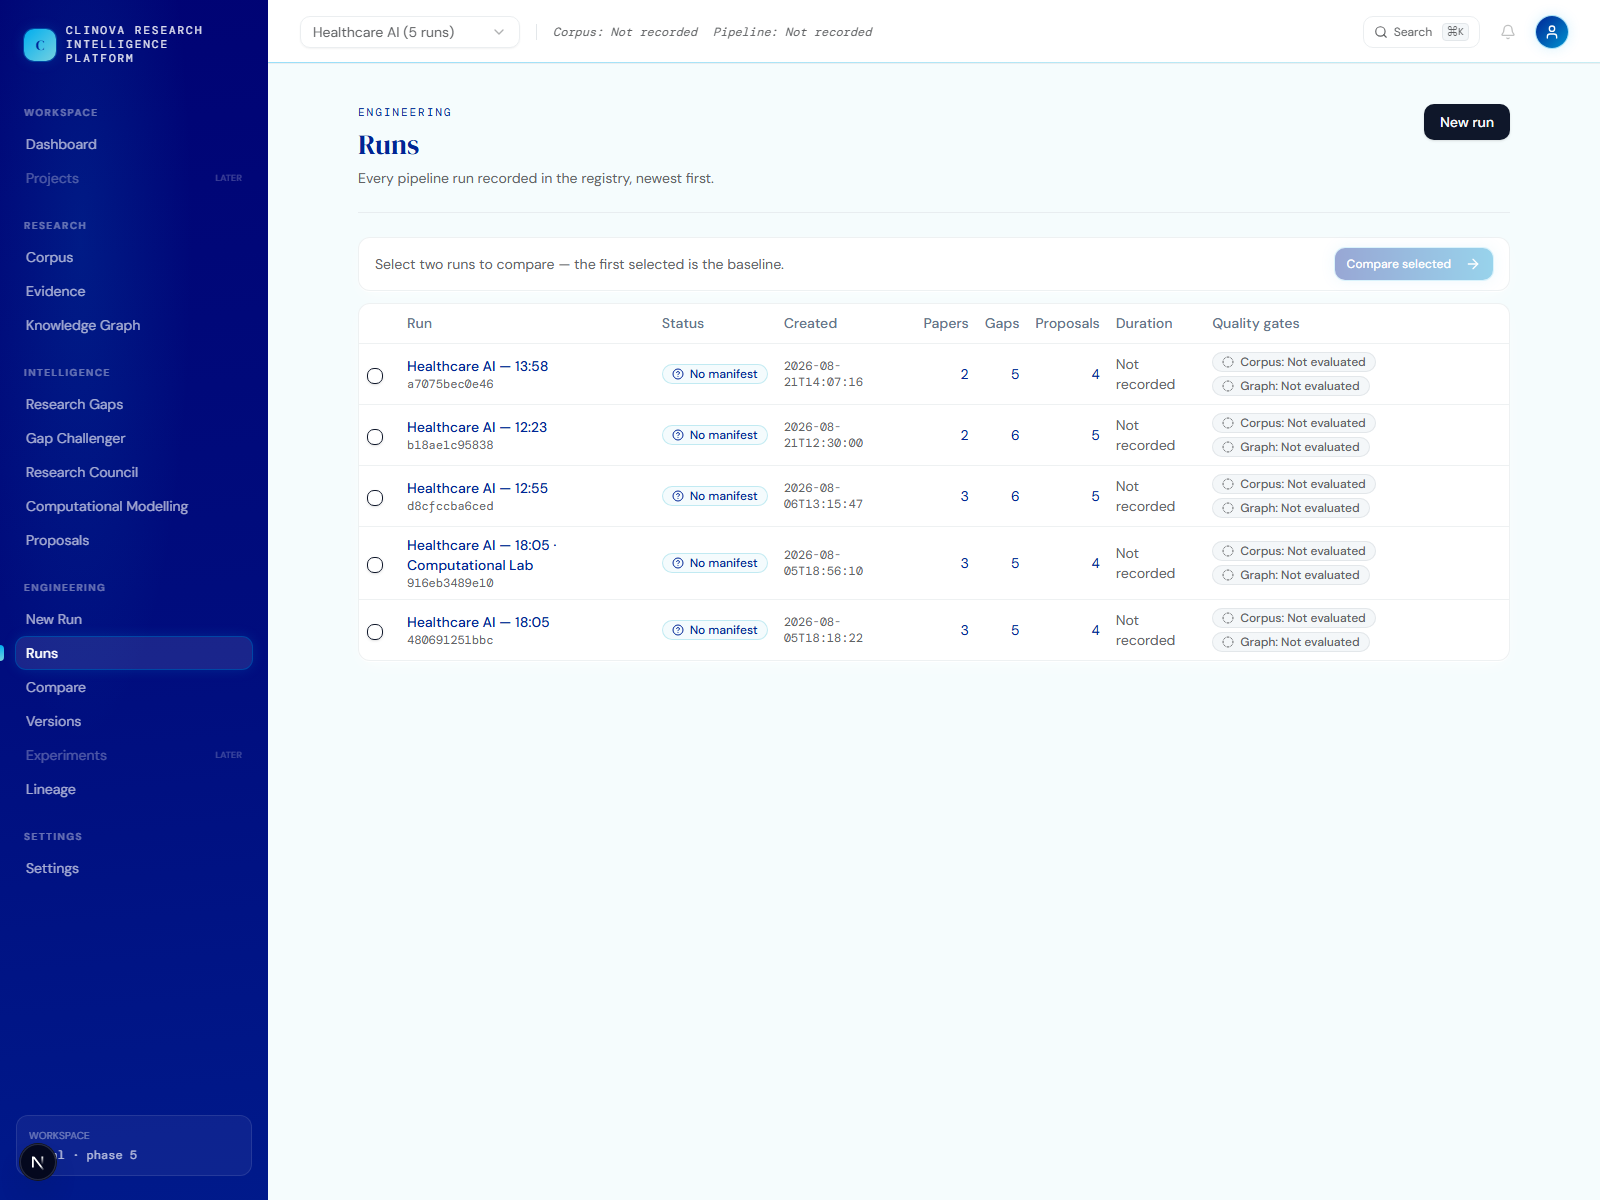 C
CLINOVA RESEARCH
INTELLIGENCE
PLATFORM
WORKSPACE
Dashboard
Projects LATER
RESEARCH
Corpus
Evidence
Knowledge Graph
INTELLIGENCE
Research Gaps
Gap Challenger
Research Council
Computational Modelling
Proposals
ENGINEERING
New Run
Runs
Compare
Versions
Experiments LATER
Lineage
SETTINGS
Settings
WORKSPACE
· phase 5
N
Healthcare AI (5 runs) Corpus: Not recorded Pipeline: Not recorded Search ⌘K
ENGINEERING
Runs
Every pipeline run recorded in the registry, newest first.
New run
Select two runs to compare — the first selected is the baseline. Compare selected →
Run Status Created Papers Gaps Proposals Duration Quality gates
Healthcare AI — 13:58
a7075bec0e46
No manifest
2026-08-
21T14:07:16
2 5 4
Not
recorded
Corpus: Not evaluated
Graph: Not evaluated
Healthcare AI — 12:23
b18ae1c95838
No manifest
2026-08-
21T12:30:00
2 6 5
Not
recorded
Corpus: Not evaluated
Graph: Not evaluated
Healthcare AI — 12:55
d8cfccba6ced
No manifest
2026-08-
06T13:15:47
3 6 5
Not
recorded
Corpus: Not evaluated
Graph: Not evaluated
Healthcare AI — 18:05 ·
Computational Lab
916eb3489e10
No manifest
2026-08-
05T18:56:10
3 5 4
Not
recorded
Corpus: Not evaluated
Graph: Not evaluated
Healthcare AI — 18:05
480691251bbc
No manifest
2026-08-
05T18:18:22
3 5 4
Not
recorded
Corpus: Not evaluated
Graph: Not evaluated